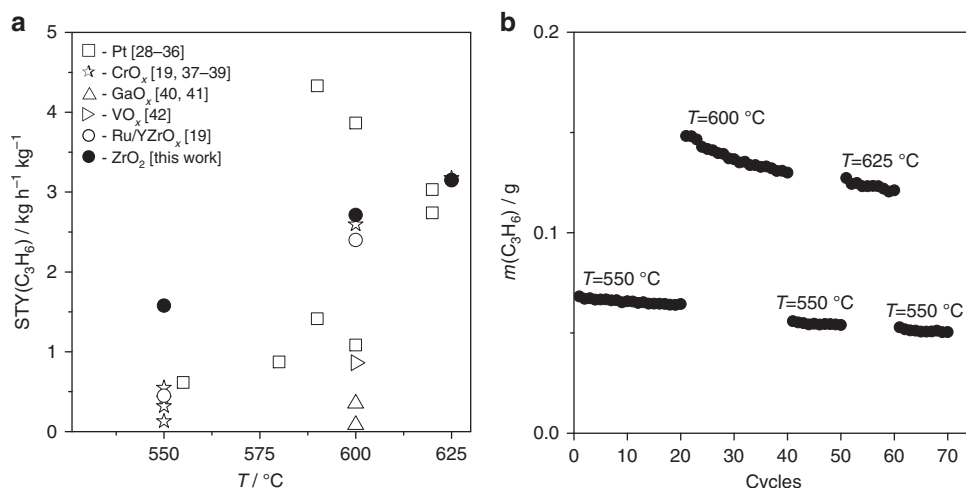 a
5
4
3
2
1
0
STY(C₃H₆) / kg h⁻¹ kg⁻¹
- Pt [28–36]
- CrOₓ [19, 37–39]
- GaOₓ [40, 41]
- VOₓ [42]
- Ru/YZrOₓ [19]
- ZrO₂ [this work]
550 575 600 625
T / °C
b
0.2
0.1
0.0
m(C₃H₆) / g
T=600 °C
T=625 °C
T=550 °C
T=550 °C
T=550 °C
0 10 20 30 40 50 60 70
Cycles